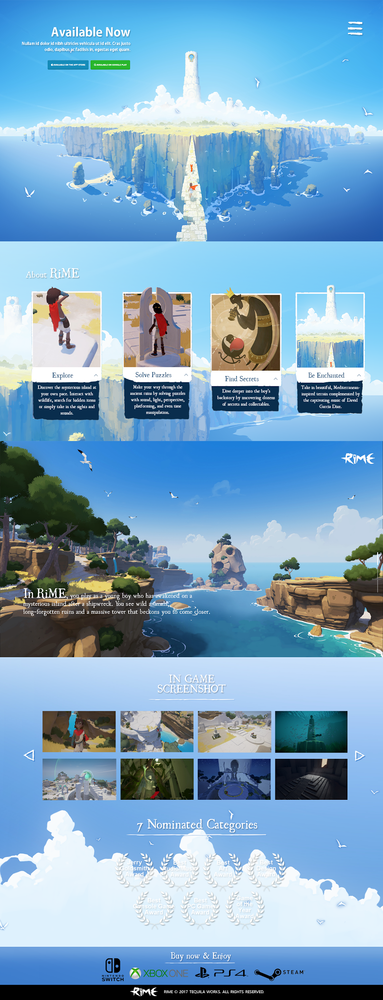 Available Now
Nullam id dolor id nibh ultricies vehicula ut id elit. Cras justo
odio, dapibus ac facilisis in, egestas eget quam.
AVAILABLE ON THE APP STORE
AVAILABLE ON GOOGLE PLAY
About RiME
Explore
Discover the mysterious island at
your own pace. Interact with
wildlife, search for hidden items
or simply take in the sights and
sounds.
Solve Puzzles
Make your way through the
ancient ruins by solving puzzles
with sound, light, perspective,
platforming, and even time
manipulation.
Find Secrets
Dive deeper into the boy's
backstory by uncovering dozens
of secrets and collectables.
Be Enchanted
Take in beautiful, Mediterranean-
inspired terrain complemented by
the captivating music of David
Garcia Diaz.
RiME
In RiME, you play as a young boy who has awakened on a
mysterious island after a shipwreck. You see wild animals,
long-forgotten ruins and a massive tower that beckons you to come closer.
IN GAME
SCREENSHOT
7 Nominated Categories
Jerry
Goldsmith
Award
Best
Audio/Music
Award
Best
Art
Award
Best
Design
Award
Best
Console Game
Award
Best
PC Game
Award
Game
of the
Year
Award
Buy now & Enjoy
NINTENDO
SWITCH
XBOX ONE
PS4
STEAM
RiME
RIME © 2017 TEQUILA WORKS. ALL RIGHTS RESERVED.